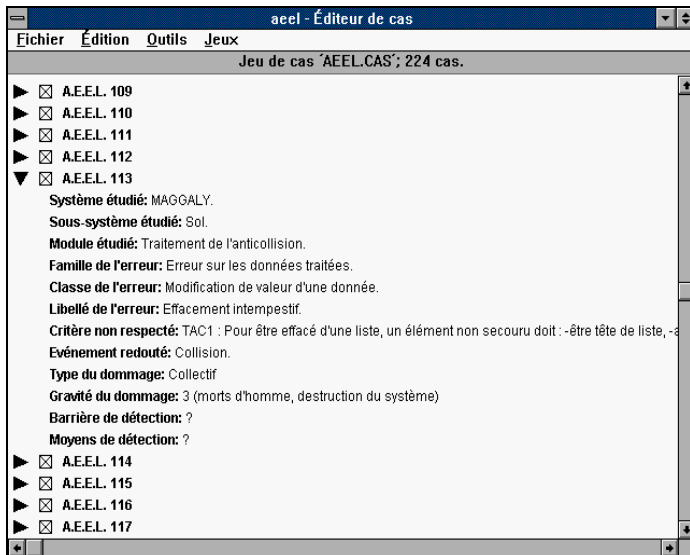 aeel - Éditeur de cas
Fichier Édition Outils Jeux
Jeu de cas ´AEEL.CAS´; 224 cas.
A.E.E.L. 109
A.E.E.L. 110
A.E.E.L. 111
A.E.E.L. 112
A.E.E.L. 113
Système étudié: MAGGALY.
Sous-système étudié: Sol.
Module étudié: Traitement de l'anticollision.
Famille de l'erreur: Erreur sur les données traitées.
Classe de l'erreur: Modification de valeur d'une donnée.
Libellé de l'erreur: Effacement intempestif.
Critère non respecté: TAC1 : Pour être effacé d'une liste, un élément non secouru doit : -être tête de liste, -a
Evénement redouté: Collision.
Type du dommage: Collectif
Gravité du dommage: 3 (morts d'homme, destruction du système)
Barrière de détection: ?
Moyens de détection: ?
A.E.E.L. 114
A.E.E.L. 115
A.E.E.L. 116
A.E.E.L. 117